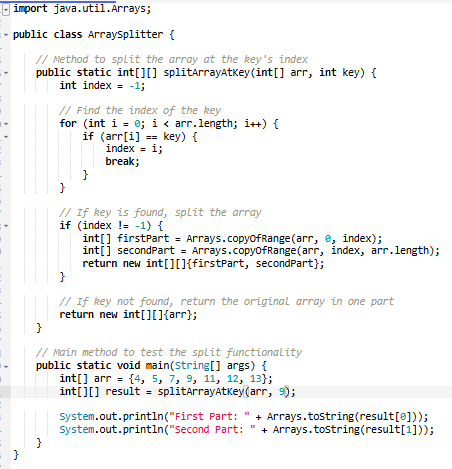 import java.util.Arrays;
public class ArraySplitter {
// Method to split the array at the key's index
public static int[][] splitArrayAtKey(int[] arr, int key) {
int index = -1;
// Find the index of the key
for (int i = 0; i < arr.length; i++) {
if (arr[i] == key) {
index = i;
break;
}
}
// If key is found, split the array
if (index != -1) {
int[] firstPart = Arrays.copyOfRange(arr, 0, index);
int[] secondPart = Arrays.copyOfRange(arr, index, arr.length);
return new int[][]{firstPart, secondPart};
}
// If key not found, return the original array in one part
return new int[][]{arr};
}
// Main method to test the split functionality
public static void main(String[] args) {
int[] arr = {4, 5, 7, 9, 11, 12, 13};
int[][] result = splitArrayAtKey(arr, 9);
System.out.println("First Part: " + Arrays.toString(result[0]));
System.out.println("Second Part: " + Arrays.toString(result[1]));
}
}